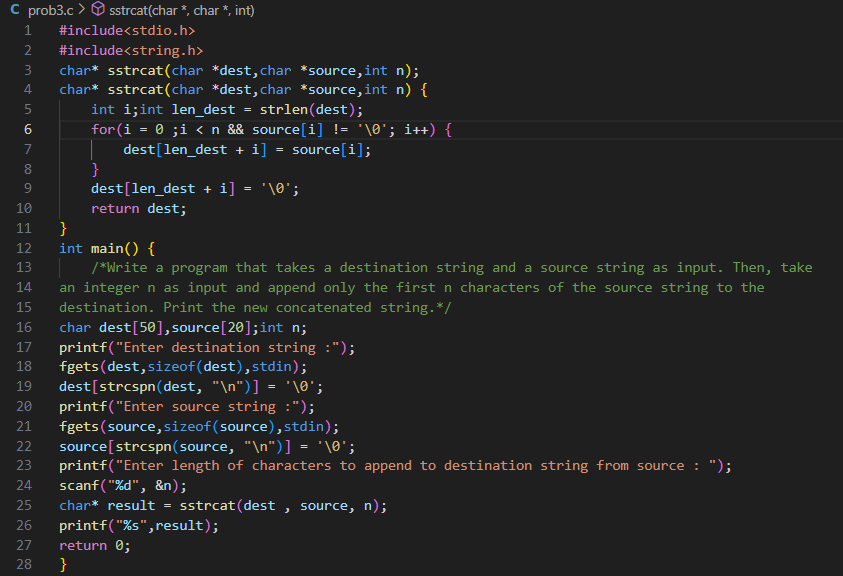 C prob3.c > sstrcat(char *, char *, int)
1 #include<stdio.h>
2 #include<string.h>
3 char* sstrcat(char *dest,char *source,int n);
4 char* sstrcat(char *dest,char *source,int n) {
5     int i;int len_dest = strlen(dest);
6     for(i = 0 ;i < n && source[i] != '\0'; i++) {
7         dest[len_dest + i] = source[i];
8     }
9     dest[len_dest + i] = '\0';
10     return dest;
11 }
12 int main() {
13     /*Write a program that takes a destination string and a source string as input. Then, take
14 an integer n as input and append only the first n characters of the source string to the
15 destination. Print the new concatenated string.*/
16 char dest[50],source[20];int n;
17 printf("Enter destination string :");
18 fgets(dest,sizeof(dest),stdin);
19 dest[strcspn(dest, "\n")] = '\0';
20 printf("Enter source string :");
21 fgets(source,sizeof(source),stdin);
22 source[strcspn(source, "\n")] = '\0';
23 printf("Enter length of characters to append to destination string from source : ");
24 scanf("%d", &n);
25 char* result = sstrcat(dest , source, n);
26 printf("%s",result);
27 return 0;
28 }